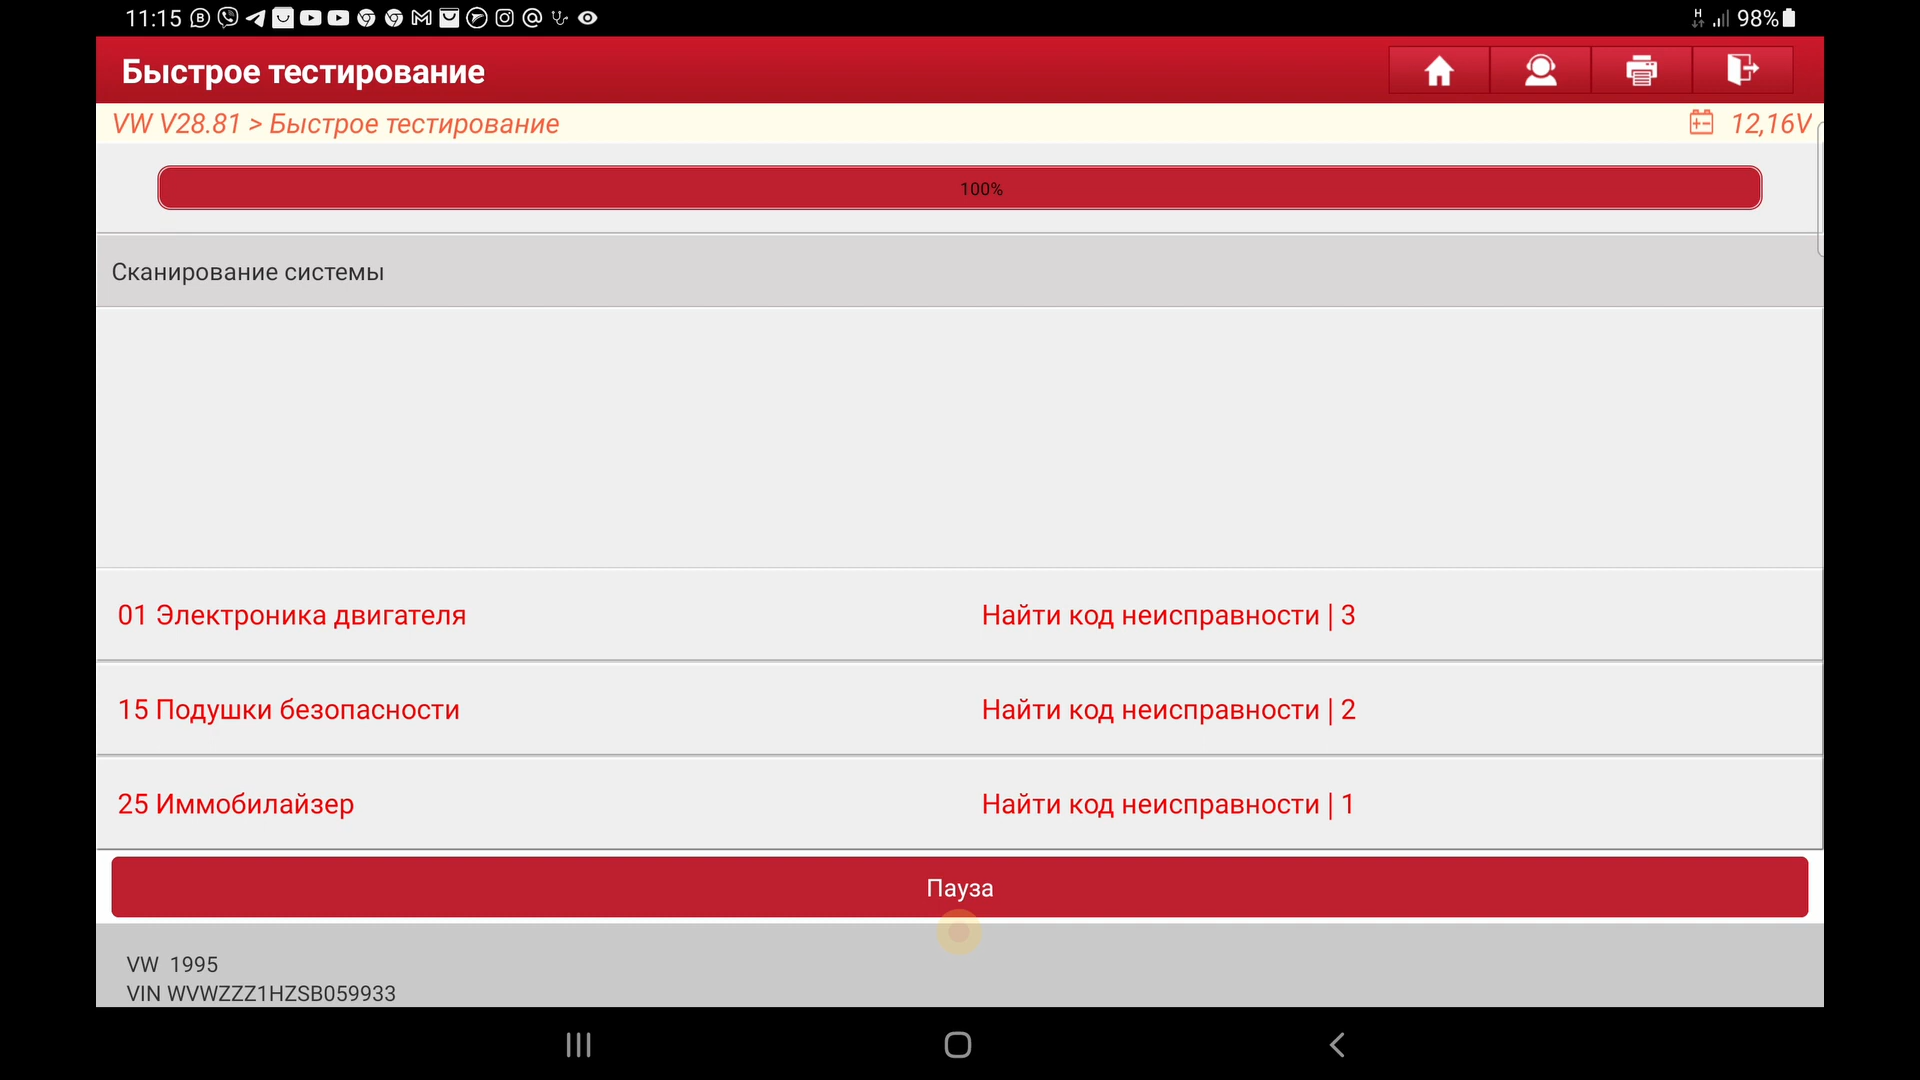 11:15
98%
Быстрое тестирование
VW V28.81 > Быстрое тестирование
12,16V
100%
Сканирование системы
01 Электроника двигателя
Найти код неисправности | 3
15 Подушки безопасности
Найти код неисправности | 2
25 Иммобилайзер
Найти код неисправности | 1
Пауза
VW 1995
VIN WVWZZZ1HZSB059933